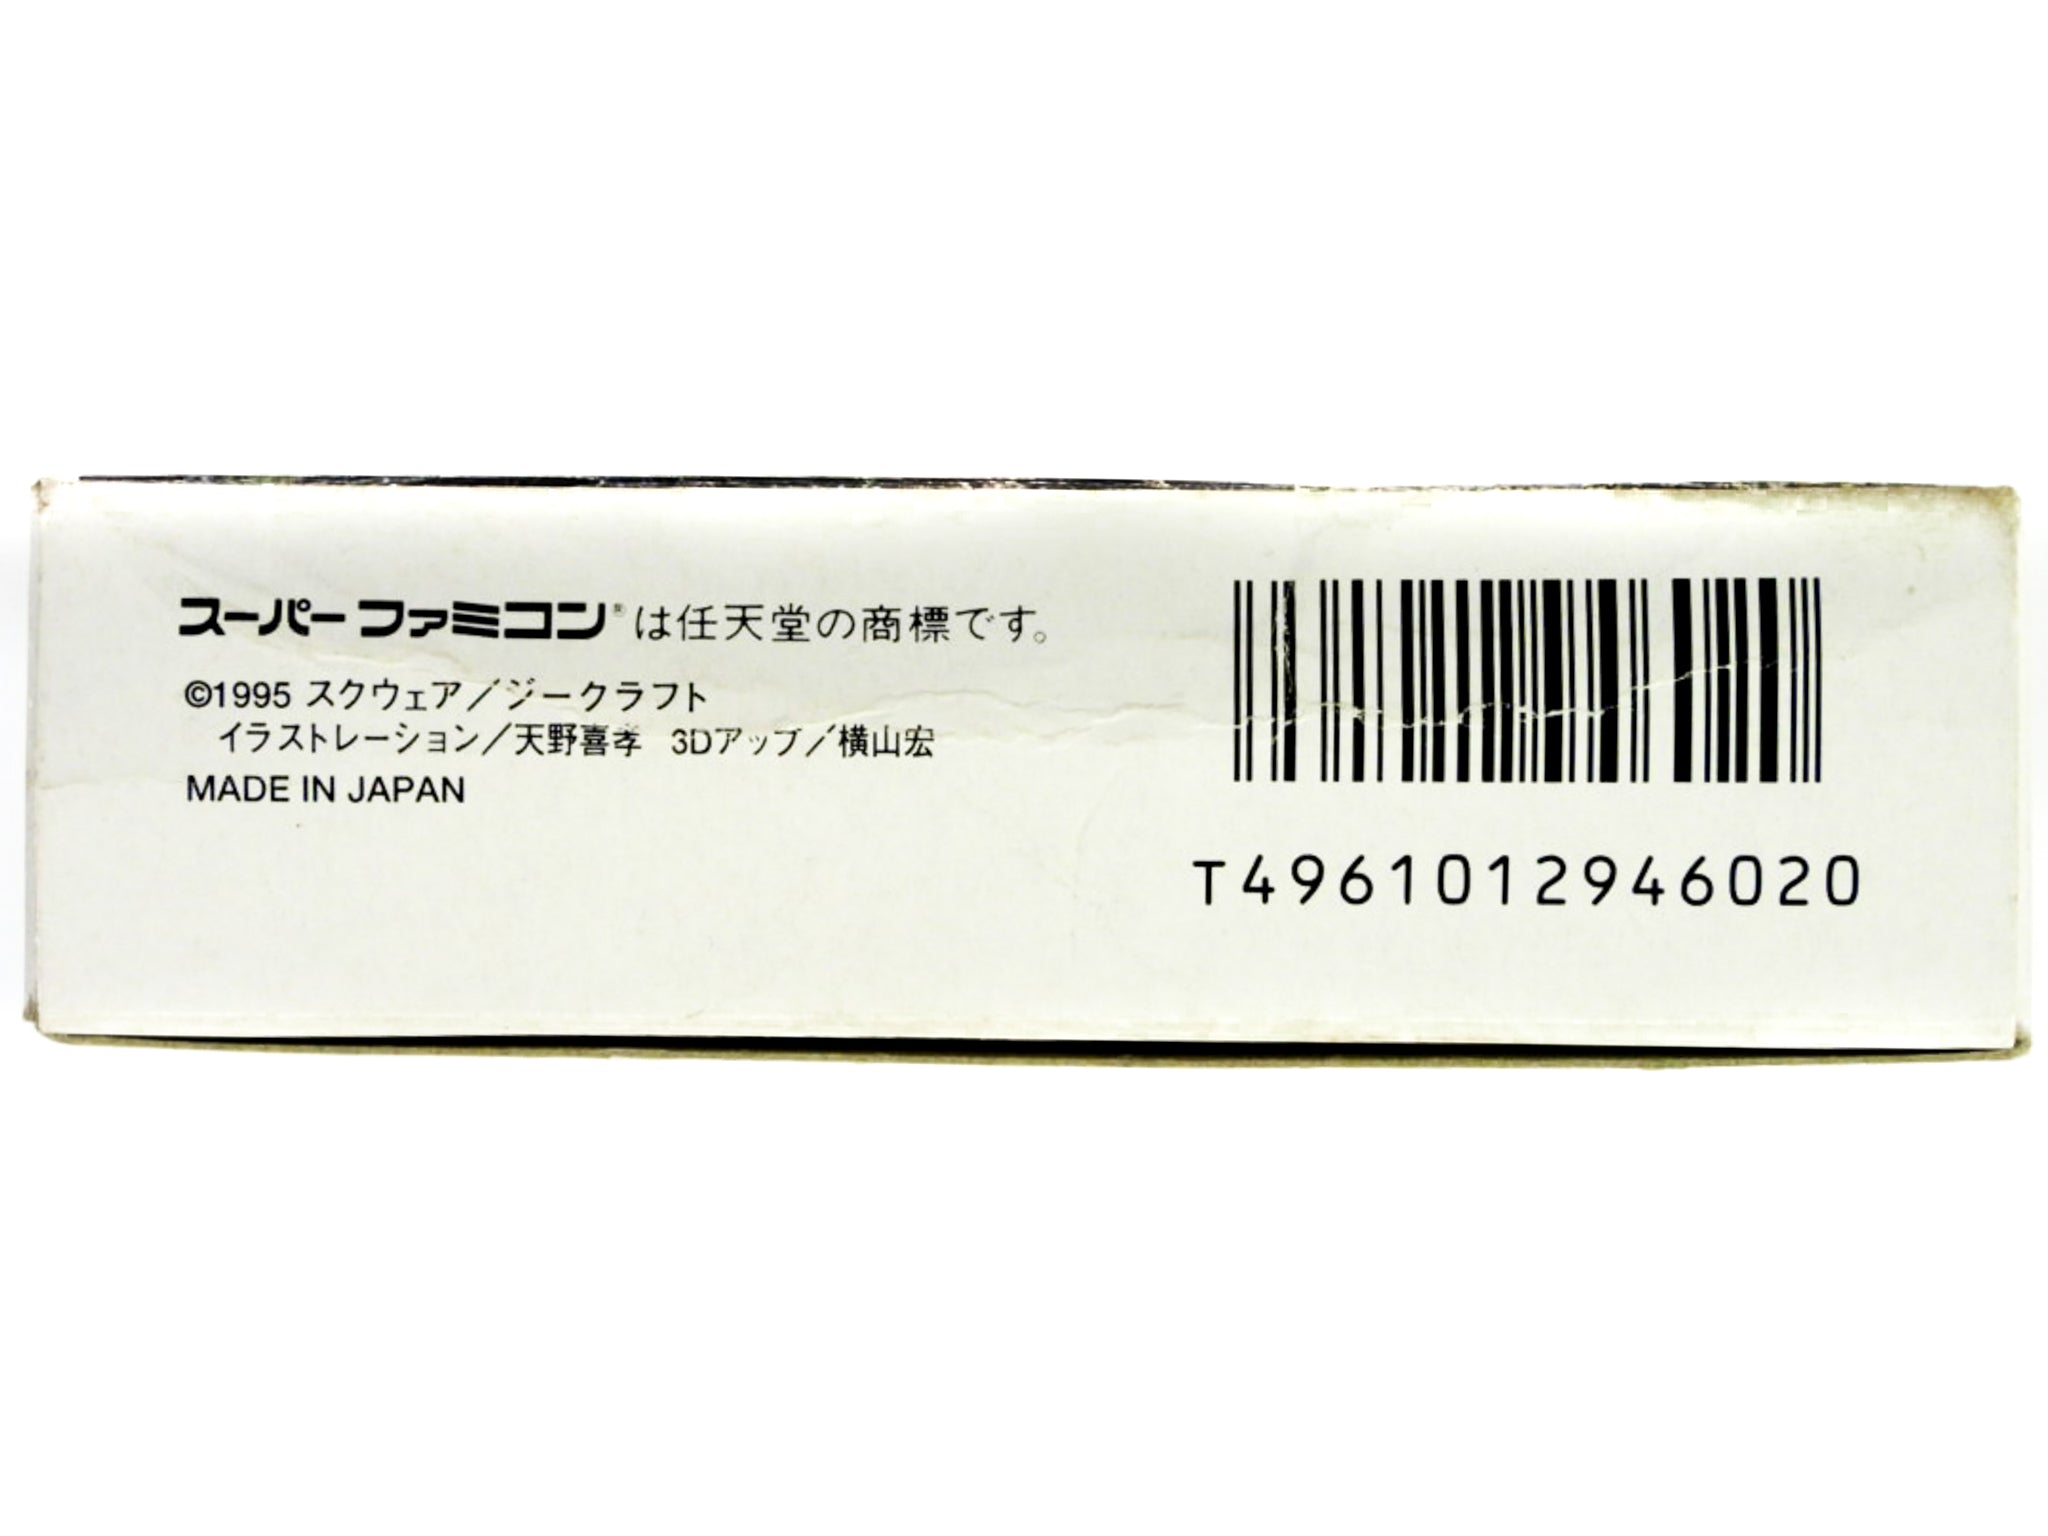 スーパーファミコン®は任天堂の商標です。
©1995 スクウェア／ジークラフト
イラストレーション／天野喜孝 3Dアップ／横山宏
MADE IN JAPAN
T4961012946020